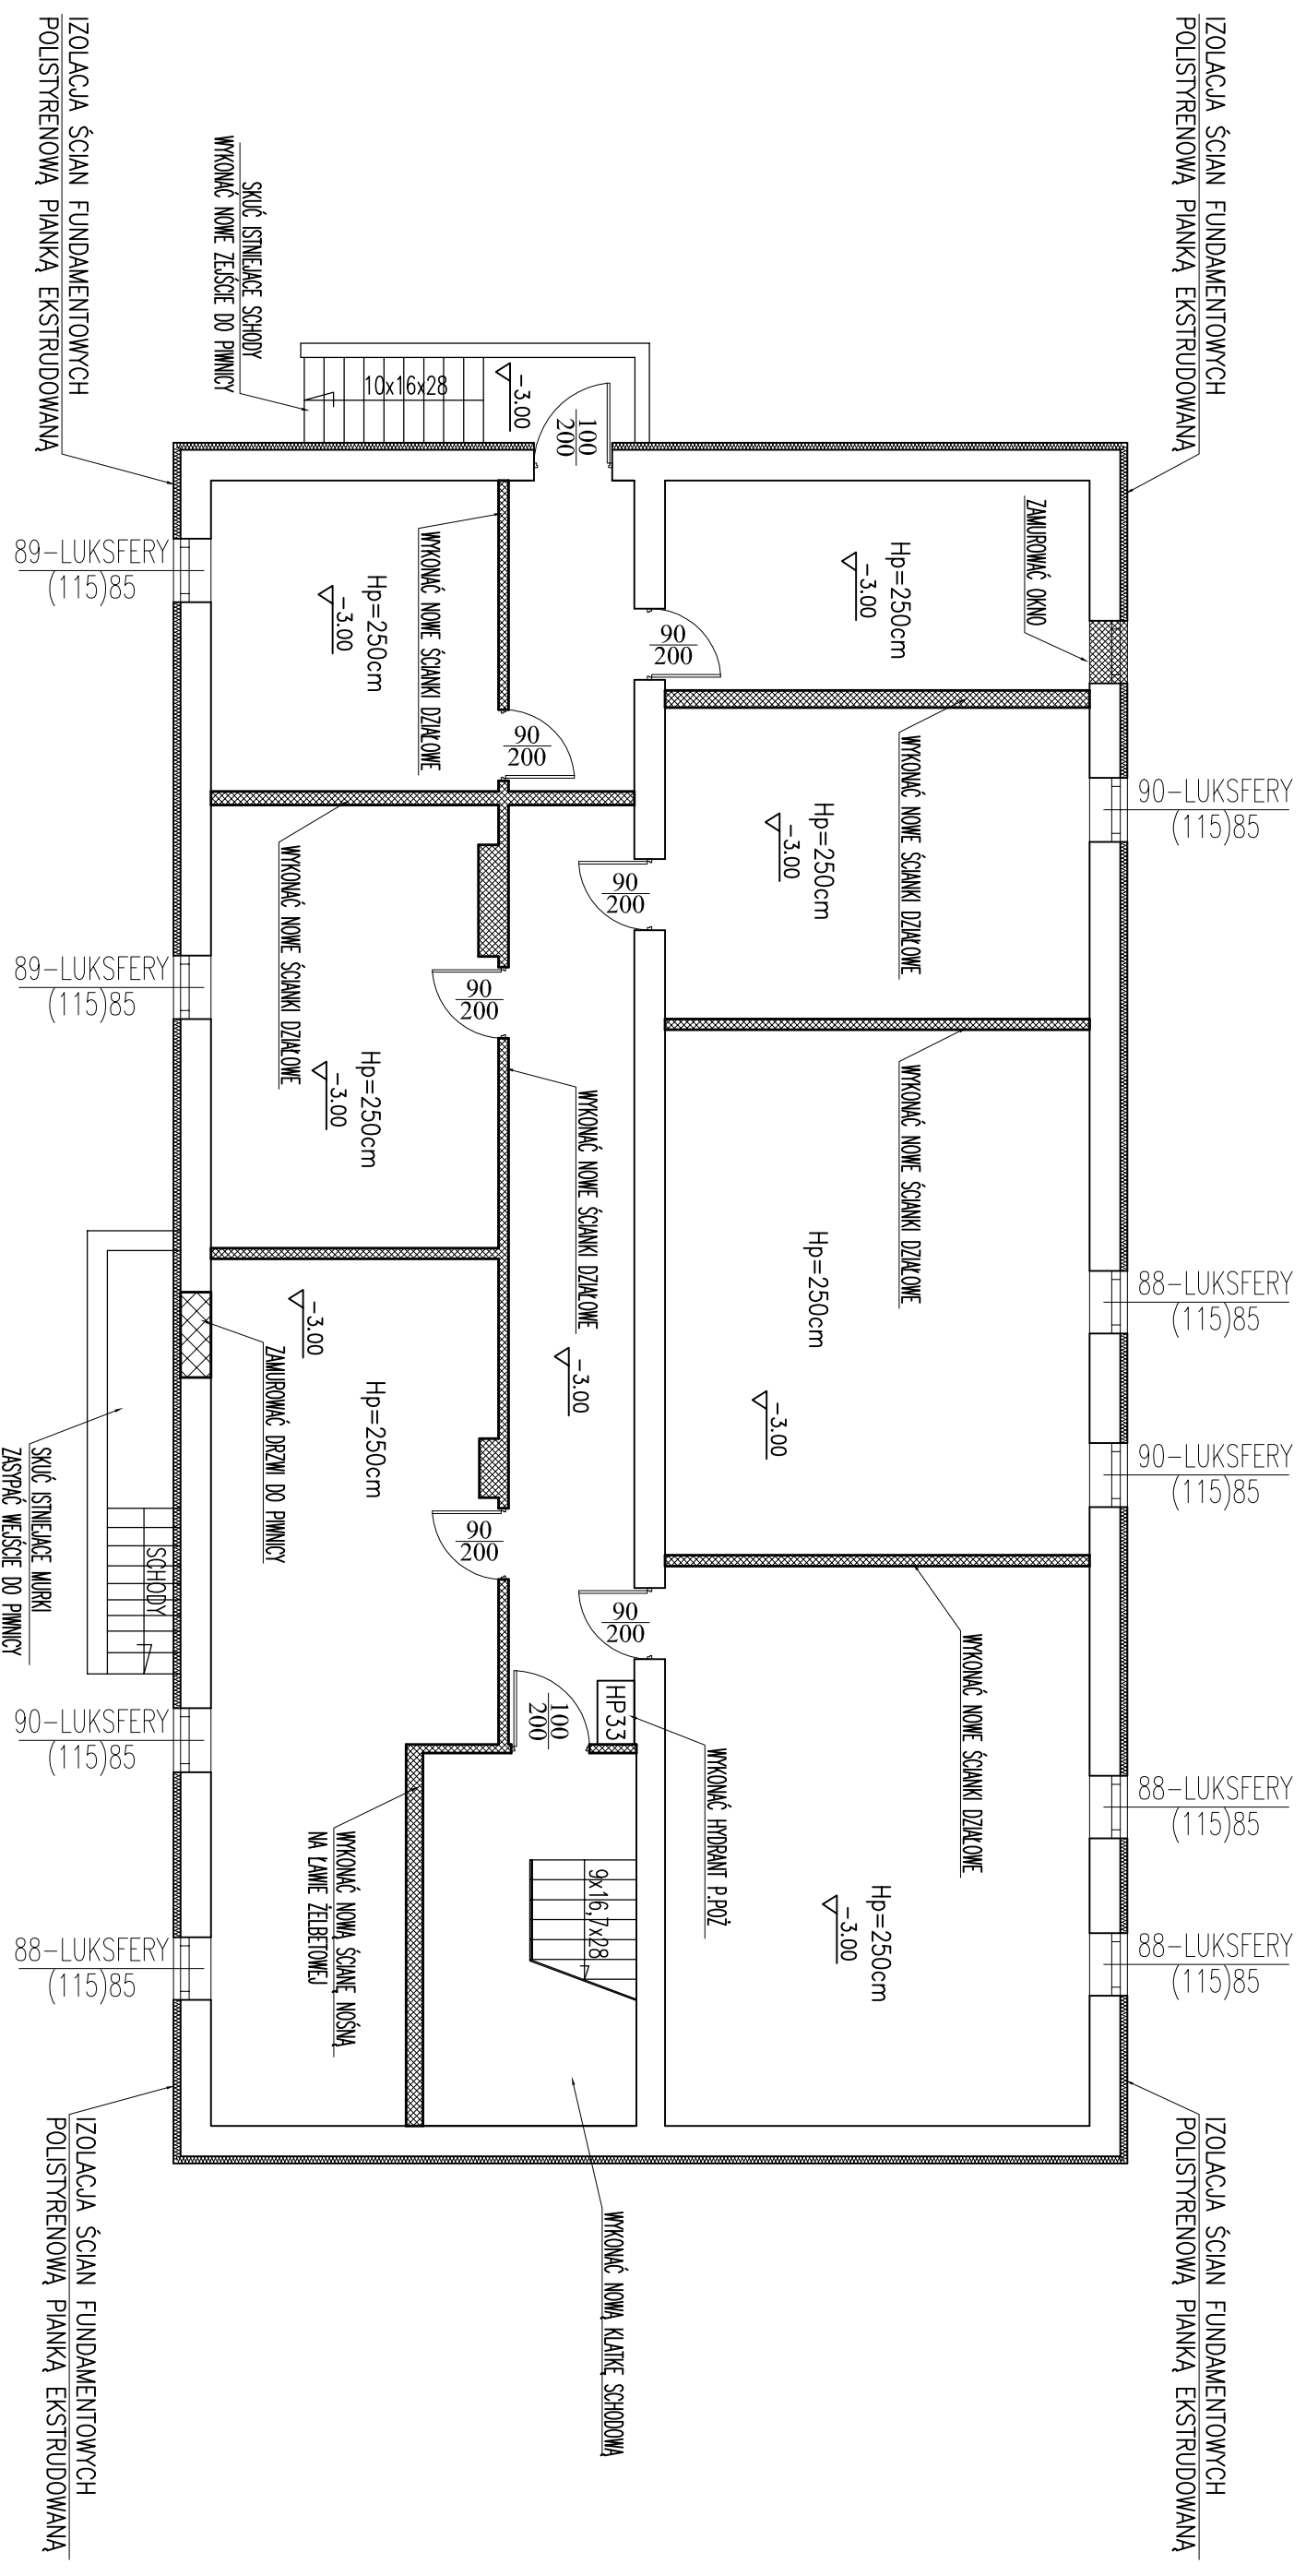 IZOLACJA ŚCIAN FUNDAMENTOWYCH
POLISTYRENOWĄ PIANKĄ EKSTRUDOWANĄ
IZOLACJA ŚCIAN FUNDAMENTOWYCH
POLISTYRENOWĄ PIANKĄ EKSTRUDOWANĄ
90-LUKSFERY
(115)85
88-LUKSFERY
(115)85
90-LUKSFERY
(115)85
88-LUKSFERY
(115)85
88-LUKSFERY
(115)85
ZAMUROWAĆ OKNO
Hp=250cm
-3.00
WYKONAĆ NOWE ŚCIANKI DZIAŁOWE
Hp=250cm
-3.00
WYKONAĆ NOWE ŚCIANKI DZIAŁOWE
Hp=250cm
-3.00
WYKONAĆ NOWE ŚCIANKI DZIAŁOWE
Hp=250cm
-3.00
90
200
90
200
90
200
WYKONAĆ HYDRANT P.POŻ
HP33
100
200
-3.00
10x16x28
SKUĆ ISTNIEJACE SCHODY
WYKONAĆ NOWE ZEJŚCIE DO PIWNICY
90
200
WYKONAĆ NOWE ŚCIANKI DZIAŁOWE
-3.00
100
200
9x16,7x28
WYKONAĆ NOWĄ KLATKĘ SCHODOWA
WYKONAĆ NOWE ŚCIANKI DZIAŁOWE
Hp=250cm
-3.00
90
200
WYKONAĆ NOWE ŚCIANKI DZIAŁOWE
Hp=250cm
-3.00
90
200
Hp=250cm
-3.00
ZAMUROWAĆ DRZWI DO PIWNICY
WYKONAĆ NOWĄ ŚCIANĘ NOŚNĄ
NA ŁAWIE ŻELBETOWEJ
SCHODY
SKUĆ ISTNIEJACE MURKI
ZASYPAĆ WEJŚCIE DO PIWNICY
89-LUKSFERY
(115)85
89-LUKSFERY
(115)85
90-LUKSFERY
(115)85
88-LUKSFERY
(115)85
IZOLACJA ŚCIAN FUNDAMENTOWYCH
POLISTYRENOWĄ PIANKĄ EKSTRUDOWANĄ
IZOLACJA ŚCIAN FUNDAMENTOWYCH
POLISTYRENOWĄ PIANKĄ EKSTRUDOWANĄ